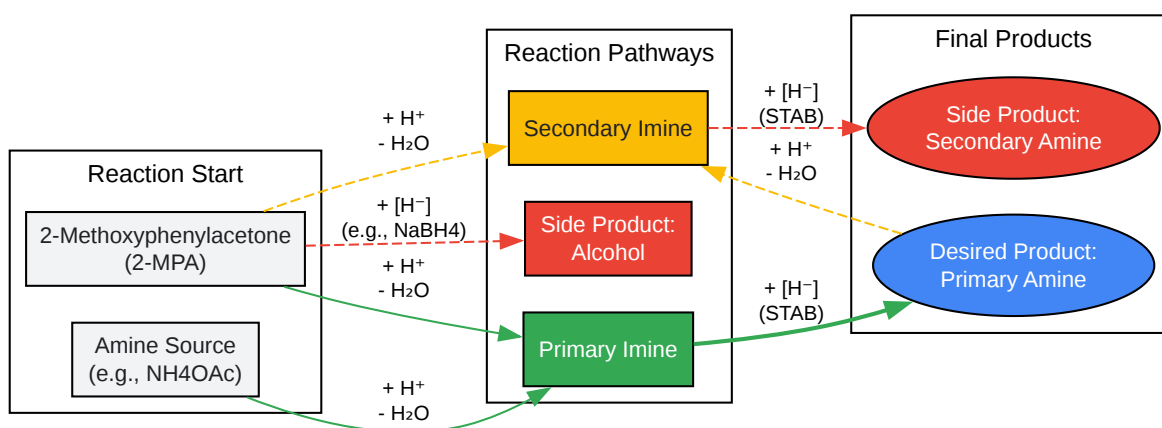 Reaction Start
2-Methoxyphenylacetone
(2-MPA)
Amine Source
(e.g., NH4OAc)
+ H⁺
- H₂O
+ [H⁻]
(e.g., NaBH4)
+ H⁺
- H₂O
+ H⁺
- H₂O
Reaction Pathways
Secondary Imine
Side Product:
Alcohol
Primary Imine
+ [H⁻]
(STAB)
+ H⁺
- H₂O
+ [H⁻]
(STAB)
Final Products
Side Product:
Secondary Amine
Desired Product:
Primary Amine